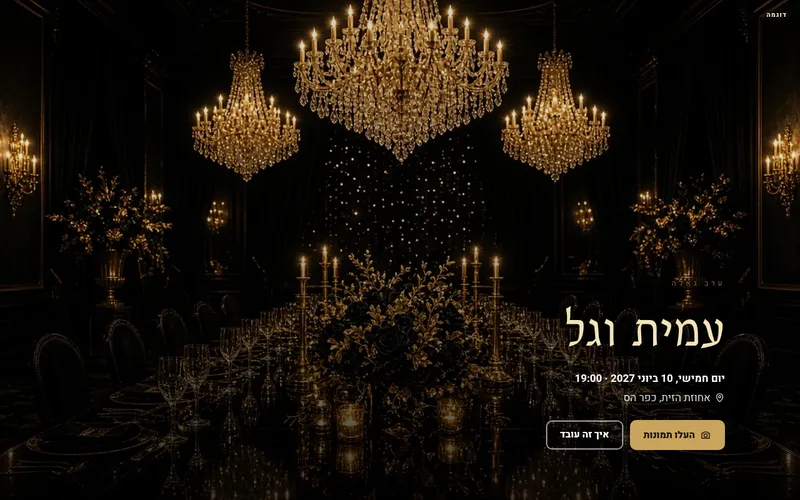 דוגמה
ערב גאלה
עמית וגל
יום חמישי, 10 ביוני 2027 · 19:00
אחוזת הזית, כפר הס
העלו תמונות
איך זה עובד